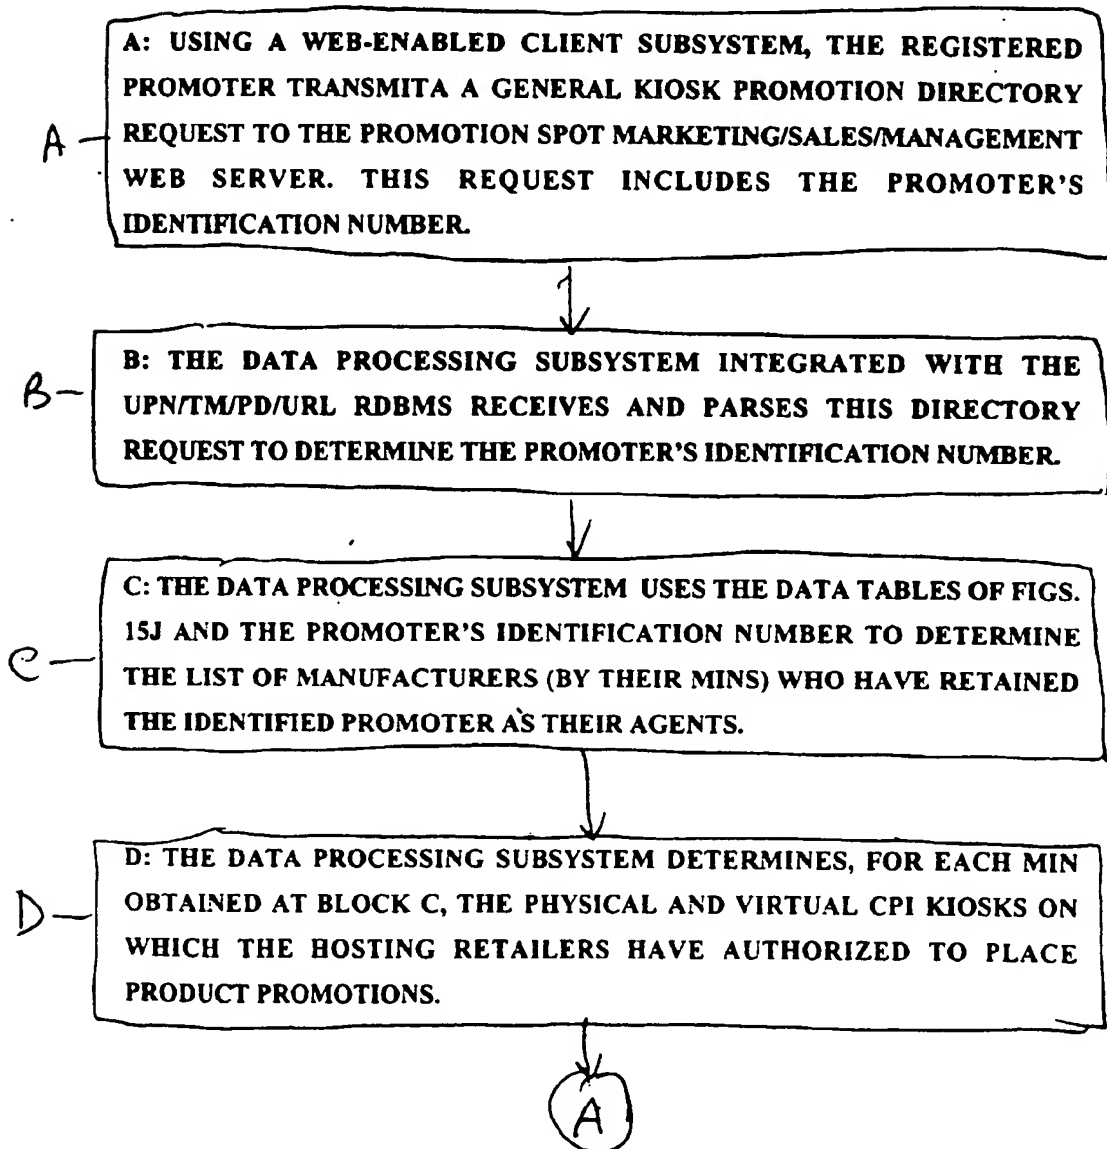 A: USING A WEB-ENABLED CLIENT SUBSYSTEM, THE REGISTERED
PROMOTER TRANSMITA A GENERAL KIOSK PROMOTION DIRECTORY
A REQUEST TO THE PROMOTION SPOT MARKETING/SALES/MANAGEMENT
WEB SERVER. THIS REQUEST INCLUDES THE PROMOTER'S
IDENTIFICATION NUMBER.
B: THE DATA PROCESSING SUBSYSTEM INTEGRATED WITH THE
B UPN/TM/PD/URL RDBMS RECEIVES AND PARSES THIS DIRECTORY
REQUEST TO DETERMINE THE PROMOTER'S IDENTIFICATION NUMBER.
C: THE DATA PROCESSING SUBSYSTEM USES THE DATA TABLES OF FIGS.
15J AND THE PROMOTER'S IDENTIFICATION NUMBER TO DETERMINE
C THE LIST OF MANUFACTURERS (BY THEIR MINS) WHO HAVE RETAINED
THE IDENTIFIED PROMOTER AS THEIR AGENTS.
D: THE DATA PROCESSING SUBSYSTEM DETERMINES, FOR EACH MIN
D OBTAINED AT BLOCK C, THE PHYSICAL AND VIRTUAL CPI KIOSKS ON
WHICH THE HOSTING RETAILERS HAVE AUTHORIZED TO PLACE
PRODUCT PROMOTIONS.
A